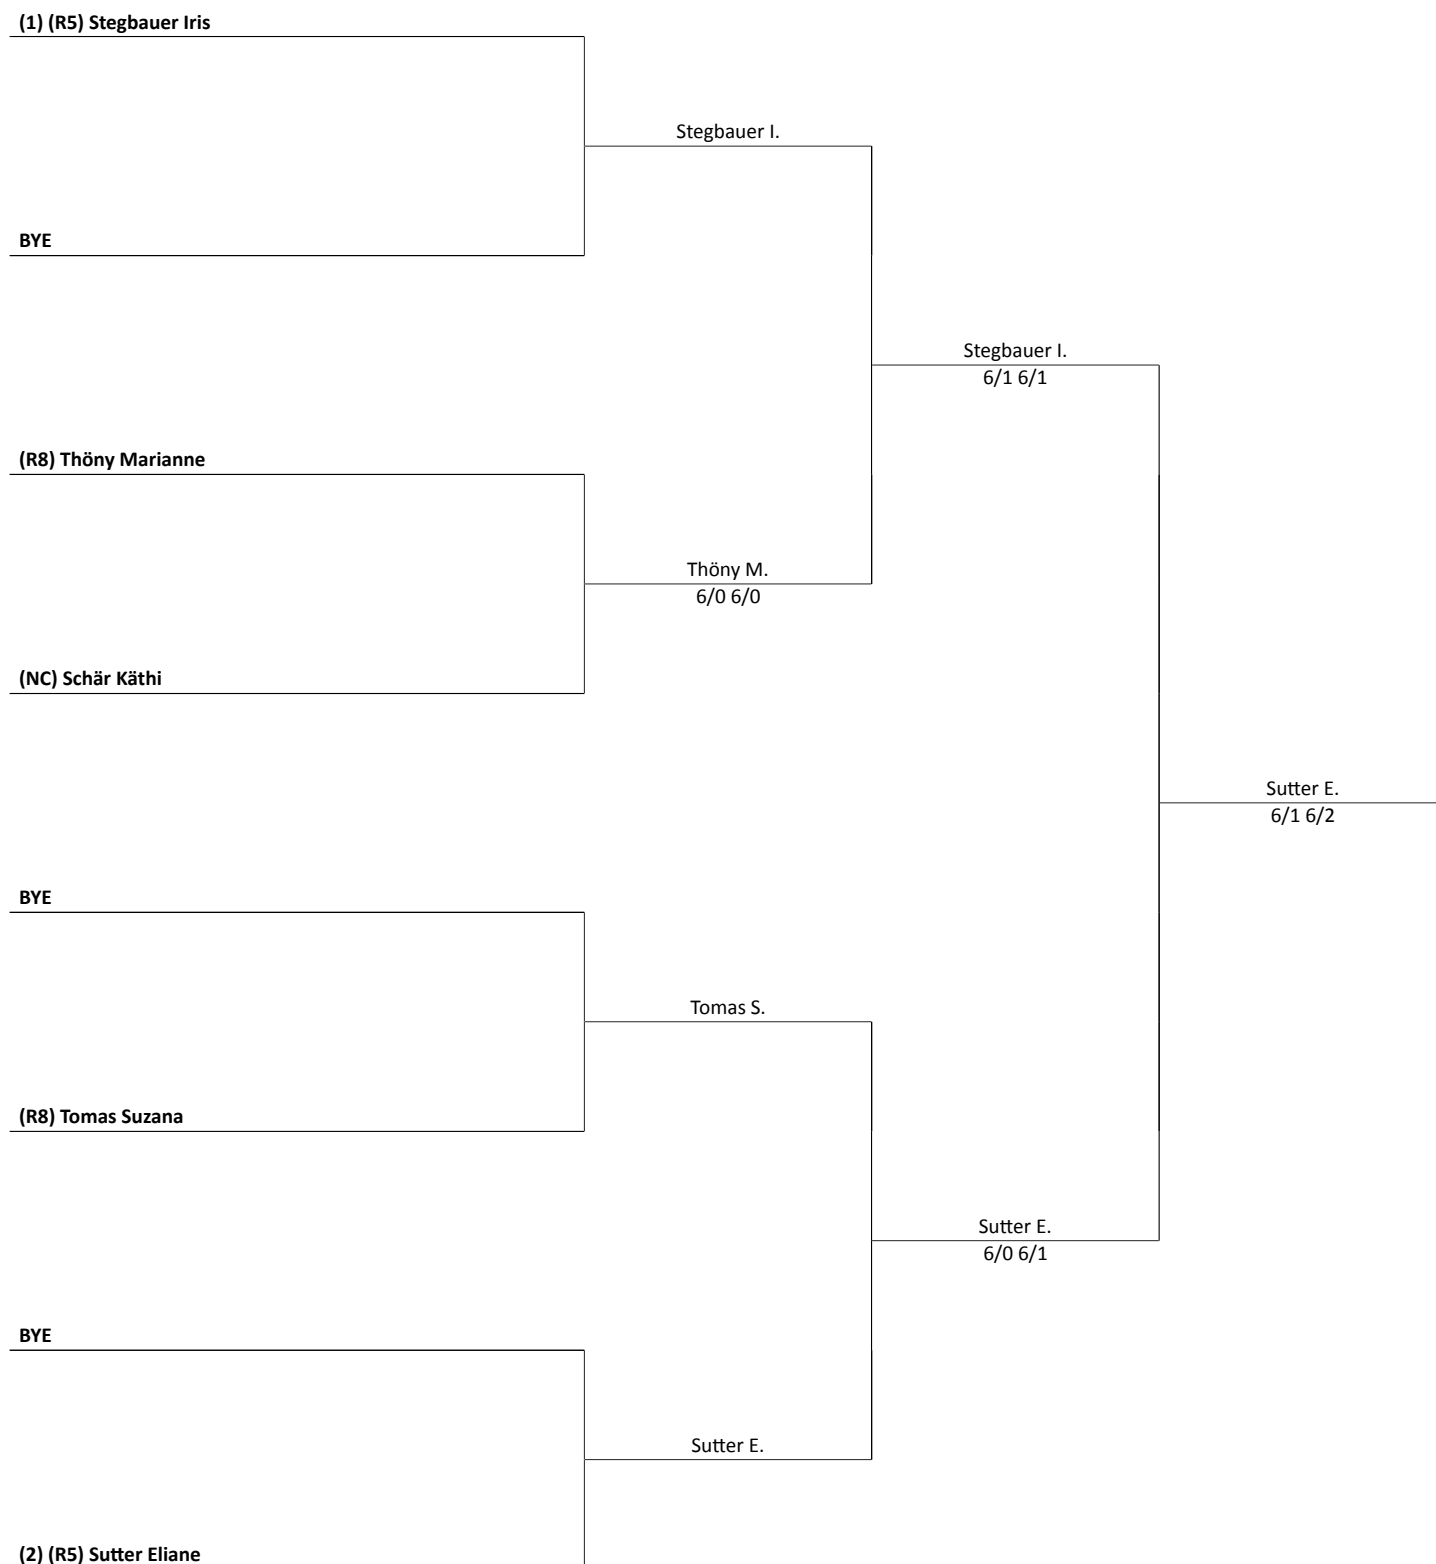 (1) (R5) Stegbauer Iris
Stegbauer I.
BYE
Stegbauer I.
6/1 6/1
(R8) Thöny Marianne
Thöny M.
6/0 6/0
(NC) Schär Käthi
Sutter E.
6/1 6/2
BYE
Tomas S.
(R8) Tomas Suzana
Sutter E.
6/0 6/1
BYE
Sutter E.
(2) (R5) Sutter Eliane